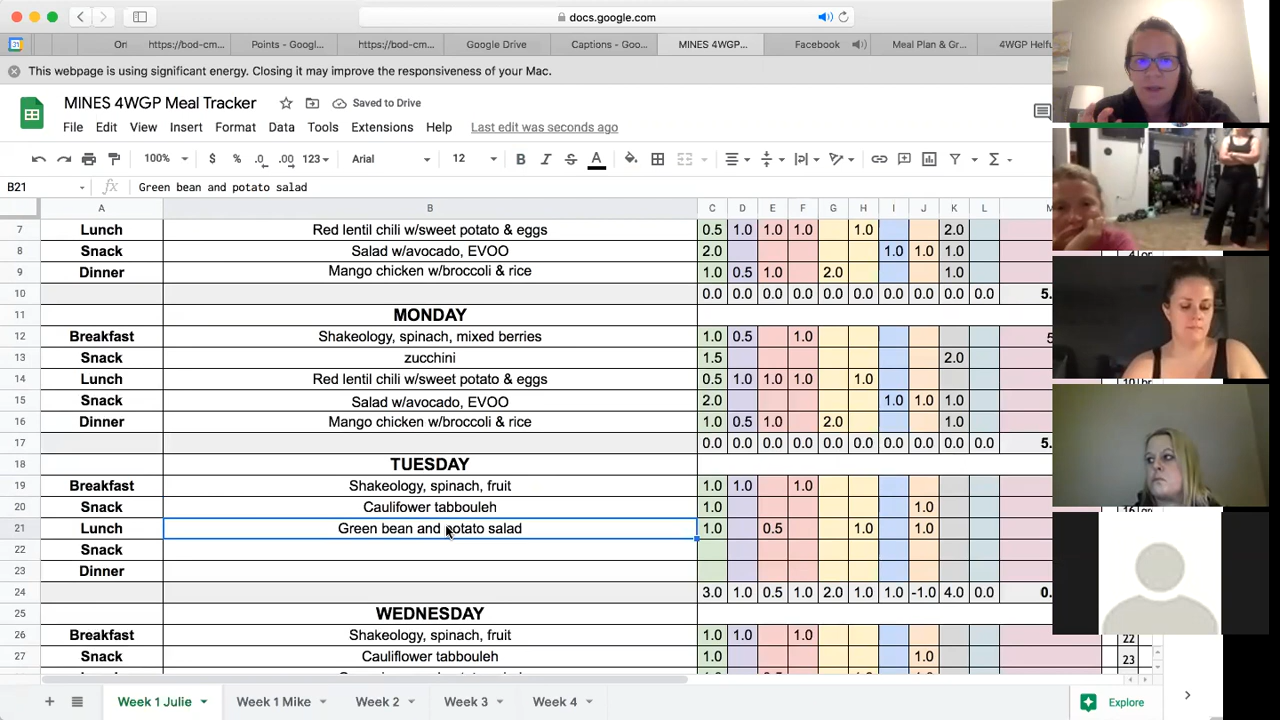 docs.google.com
31 Ori https://bod-cm... Points - Googl... https://bod-cm... Google Drive Captions - Goo... MINES 4WGP... Facebook Meal Plan & Gr... 4WGP Helfu
This webpage is using significant energy. Closing it may improve the responsiveness of your Mac.
MINES 4WGP Meal Tracker Saved to Drive
File Edit View Insert Format Data Tools Extensions Help Last edit was seconds ago
100% $ % .0 .00 123 Arial 12 B I S A
B21 fx Green bean and potato salad
A B C D E F G H I J K L M
7 Lunch Red lentil chili w/sweet potato & eggs 0.5 1.0 1.0 1.0 1.0 2.0
8 Snack Salad w/avocado, EVOO 2.0 1.0 1.0 1.0
9 Dinner Mango chicken w/broccoli & rice 1.0 0.5 1.0 2.0 1.0
10 0.0 0.0 0.0 0.0 0.0 0.0 0.0 0.0 0.0 0.0 5.
11 MONDAY
12 Breakfast Shakeology, spinach, mixed berries 1.0 0.5 1.0 5
13 Snack zucchini 1.5 2.0
14 Lunch Red lentil chili w/sweet potato & eggs 0.5 1.0 1.0 1.0 1.0
15 Snack Salad w/avocado, EVOO 2.0 1.0 1.0 1.0
16 Dinner Mango chicken w/broccoli & rice 1.0 0.5 1.0 2.0 1.0
17 0.0 0.0 0.0 0.0 0.0 0.0 0.0 0.0 0.0 0.0 5.
18 TUESDAY
19 Breakfast Shakeology, spinach, fruit 1.0 1.0 1.0
20 Snack Caulifower tabbouleh 1.0 1.0
21 Lunch Green bean and potato salad 1.0 0.5 1.0 1.0
22 Snack
23 Dinner
24 3.0 1.0 0.5 2.0 1.0 1.0 -1.0 4.0 0.0 0.
25 WEDNESDAY
26 Breakfast Shakeology, spinach, fruit 1.0 1.0 1.0 22
27 Snack Cauliflower tabbouleh 1.0 1.0 23
Week 1 Julie Week 1 Mike Week 2 Week 3 Week 4 Explore